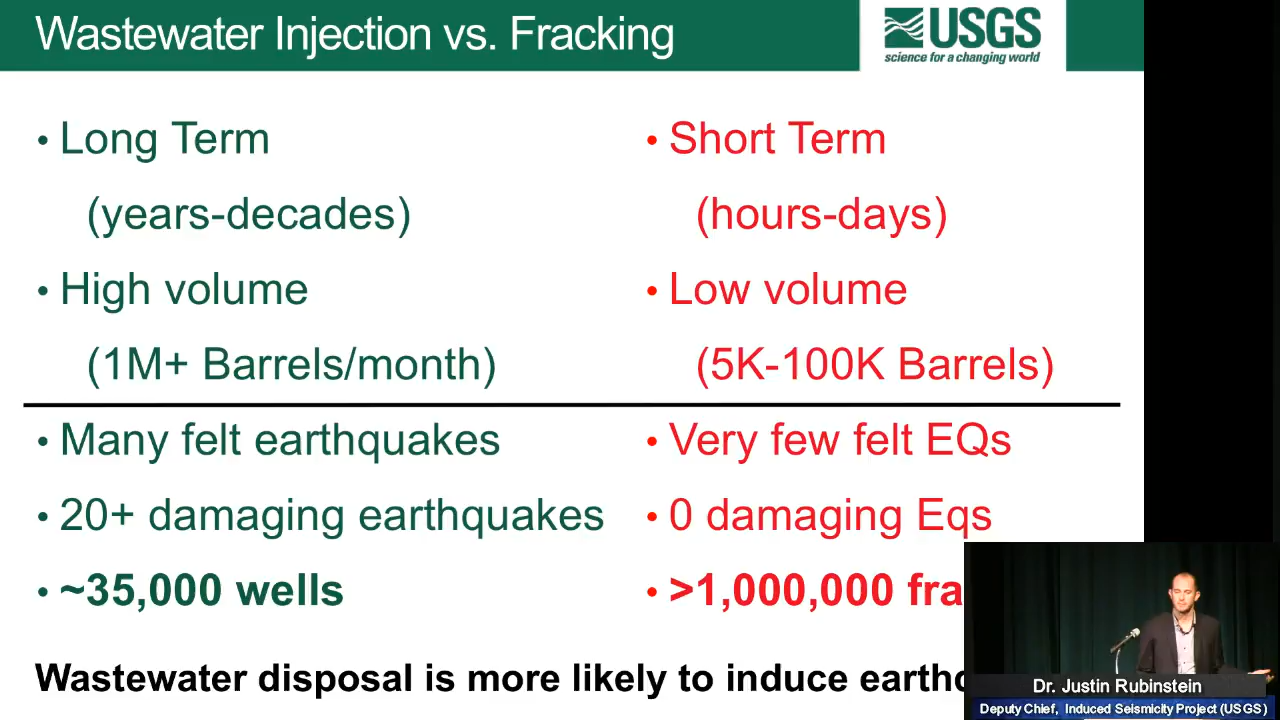 Wastewater Injection vs. Fracking
USGS
science for a changing world
• Long Term
(years-decades)
• High volume
(1M+ Barrels/month)
• Many felt earthquakes
• 20+ damaging earthquakes
• ~35,000 wells
• Short Term
(hours-days)
• Low volume
(5K-100K Barrels)
• Very few felt EQs
• 0 damaging Eqs
• >1,000,000
Wastewater disposal is more likely to induce
Dr. Justin Rubinstein
Deputy Chief, Induced Seismicity Project (USGS)